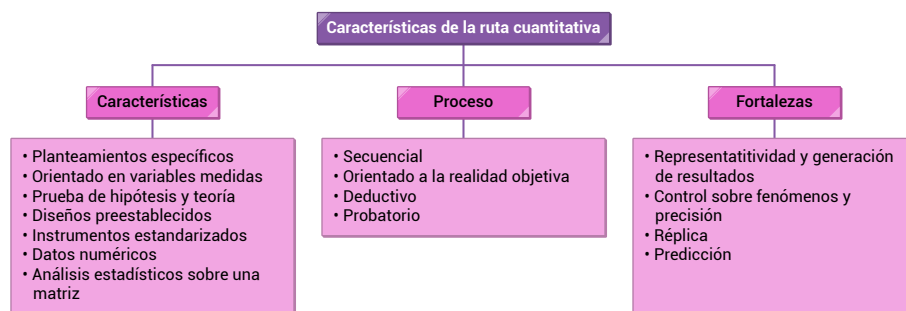 Características de la ruta cuantitativa
Características
• Planteamientos específicos
• Orientado en variables medidas
• Prueba de hipótesis y teoría
• Diseños preestablecidos
• Instrumentos estandarizados
• Datos numéricos
• Análisis estadísticos sobre una
matriz
Proceso
• Secuencial
• Orientado a la realidad objetiva
• Deductivo
• Probatorio
Fortalezas
• Representatitividad y generación
de resultados
• Control sobre fenómenos y
precisión
• Réplica
• Predicción